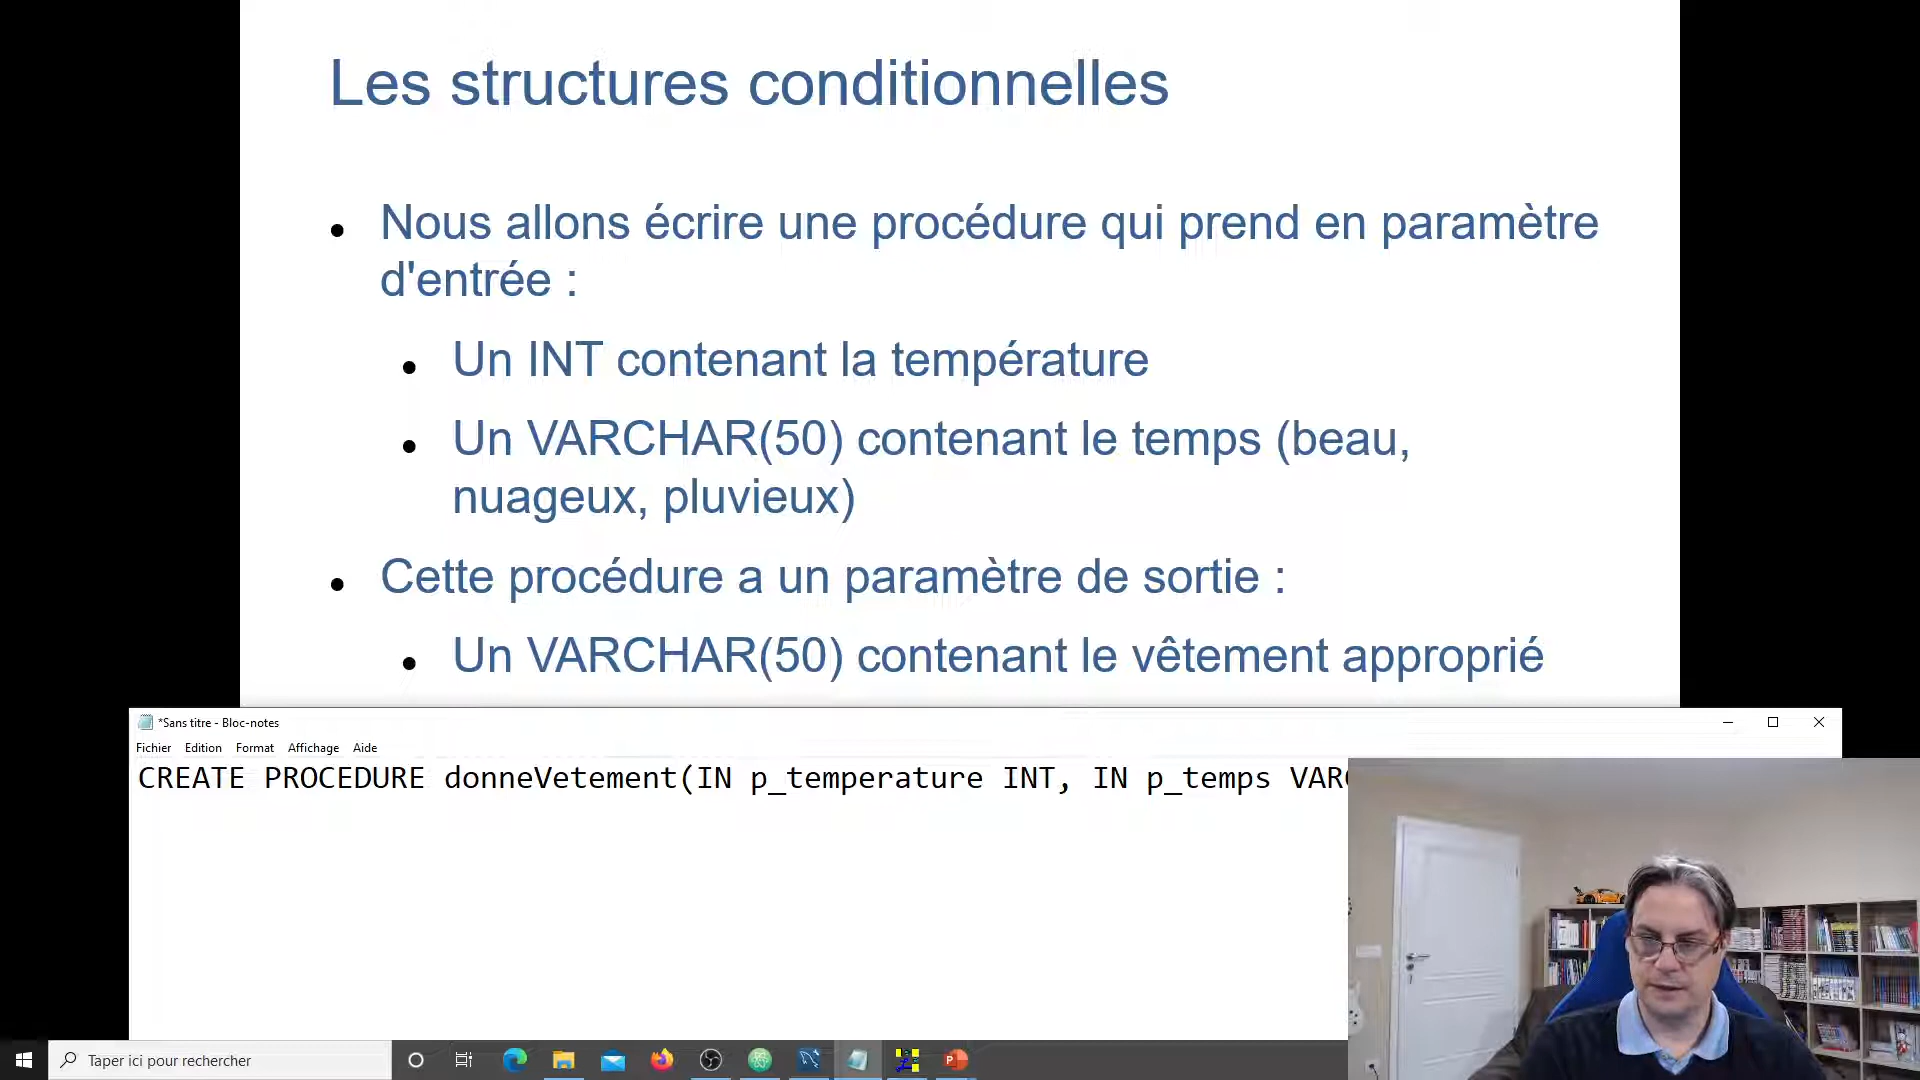 Les structures conditionnelles
Nous allons écrire une procédure qui prend en paramètre
d'entrée :
Un INT contenant la température
Un VARCHAR(50) contenant le temps (beau,
nuageux, pluvieux)
Cette procédure a un paramètre de sortie :
Un VARCHAR(50) contenant le vêtement approprié
*Sans titre - Bloc-notes
Fichier Edition Format Affichage Aide
CREATE PROCEDURE donneVetement(IN p_temperature INT, IN p_temps VARC
Taper ici pour rechercher